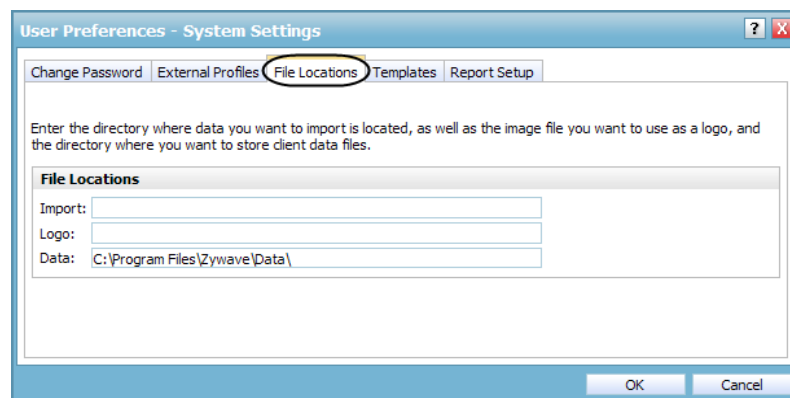 User Preferences - System Settings
? X
Change Password External Profiles File Locations Templates Report Setup
Enter the directory where data you want to import is located, as well as the image file you want to use as a logo, and
the directory where you want to store client data files.
File Locations
Import:
Logo:
Data: C:\Program Files\Zywave\Data\
OK Cancel